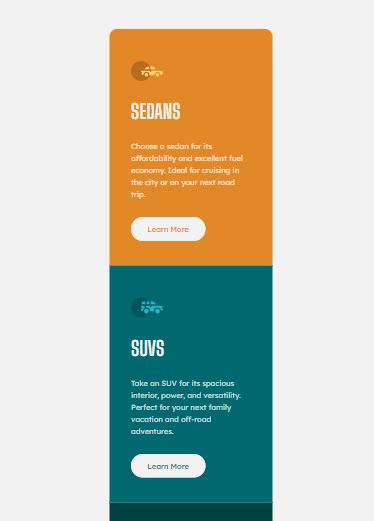 SEDANS
Choose a sedan for its
affordability and excellent fuel
economy. Ideal for cruising in
the city or on your next road
trip.
Learn More
SUVS
Take an SUV for its spacious
interior, power, and versatility.
Perfect for your next family
vacation and off-road
adventures.
Learn More